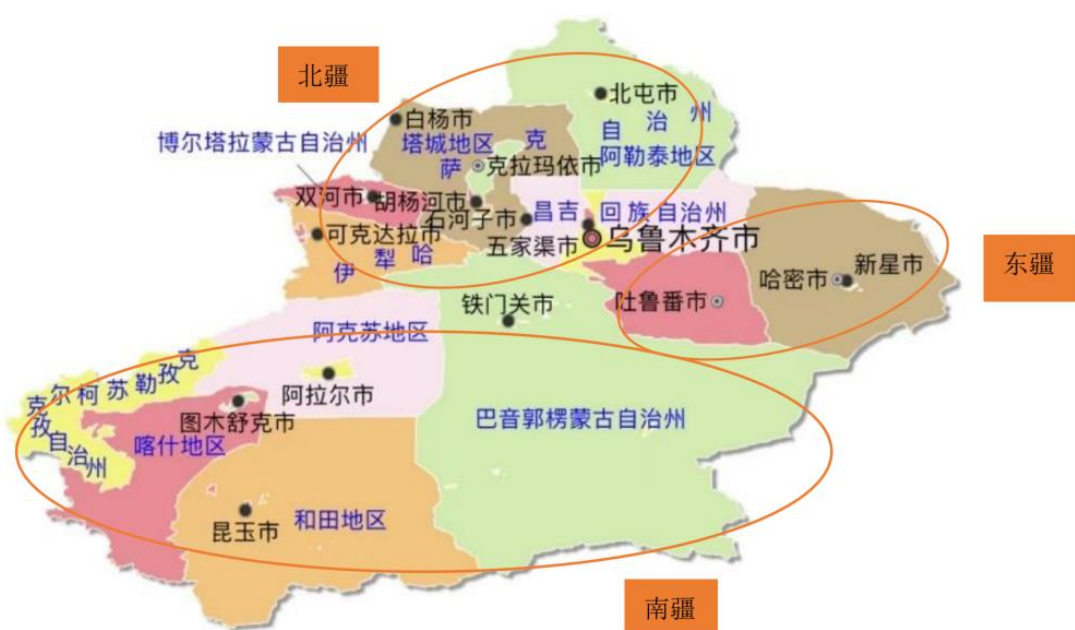 北疆
北屯市
白杨市
自治州
塔城地区
克
博尔塔拉蒙古自治州
阿勒泰地区
萨
克拉玛依市
双河市
胡杨河市
石河子市
昌吉
回族自治州
可克达拉市
五家渠市
乌鲁木齐市
伊犁哈
东疆
哈密市
新星市
吐鲁番市
铁门关市
阿克苏地区
克孜勒苏柯尔克孜自治州
阿拉尔市
图木舒克市
喀什地区
巴音郭楞蒙古自治州
昆玉市
和田地区
南疆